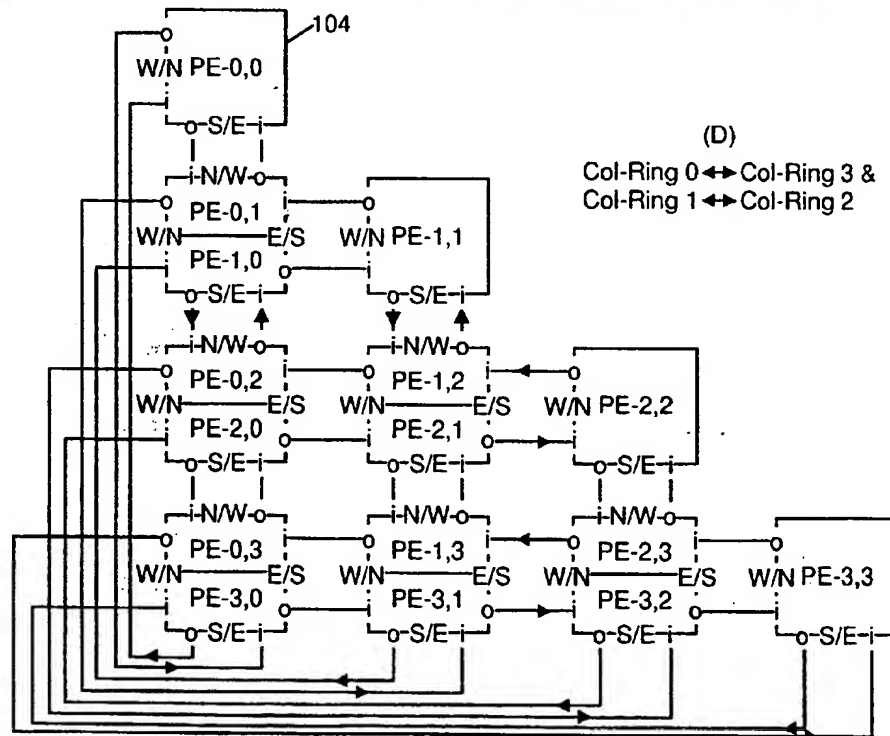 104
o
W/N PE-0,0
i
o S/E i
(D)
Col-Ring 0 ↔ Col-Ring 3 &
Col-Ring 1 ↔ Col-Ring 2
i N/W o
o PE-0,1 i o
W/N E/S W/N PE-1,1
i PE-1,0 o i
o S/E i o S/E i
i N/W o i N/W o
o PE-0,2 i o PE-1,2 i o
W/N E/S W/N E/S W/N PE-2,2
i PE-2,0 o i PE-2,1 o i
o S/E i o S/E i o S/E i
i N/W o i N/W o i N/W o
o PE-0,3 i o PE-1,3 i o PE-2,3 i o
W/N E/S W/N E/S W/N E/S W/N PE-3,3
i PE-3,0 o i PE-3,1 o i PE-3,2 o i
o S/E i o S/E i o S/E i o S/E i